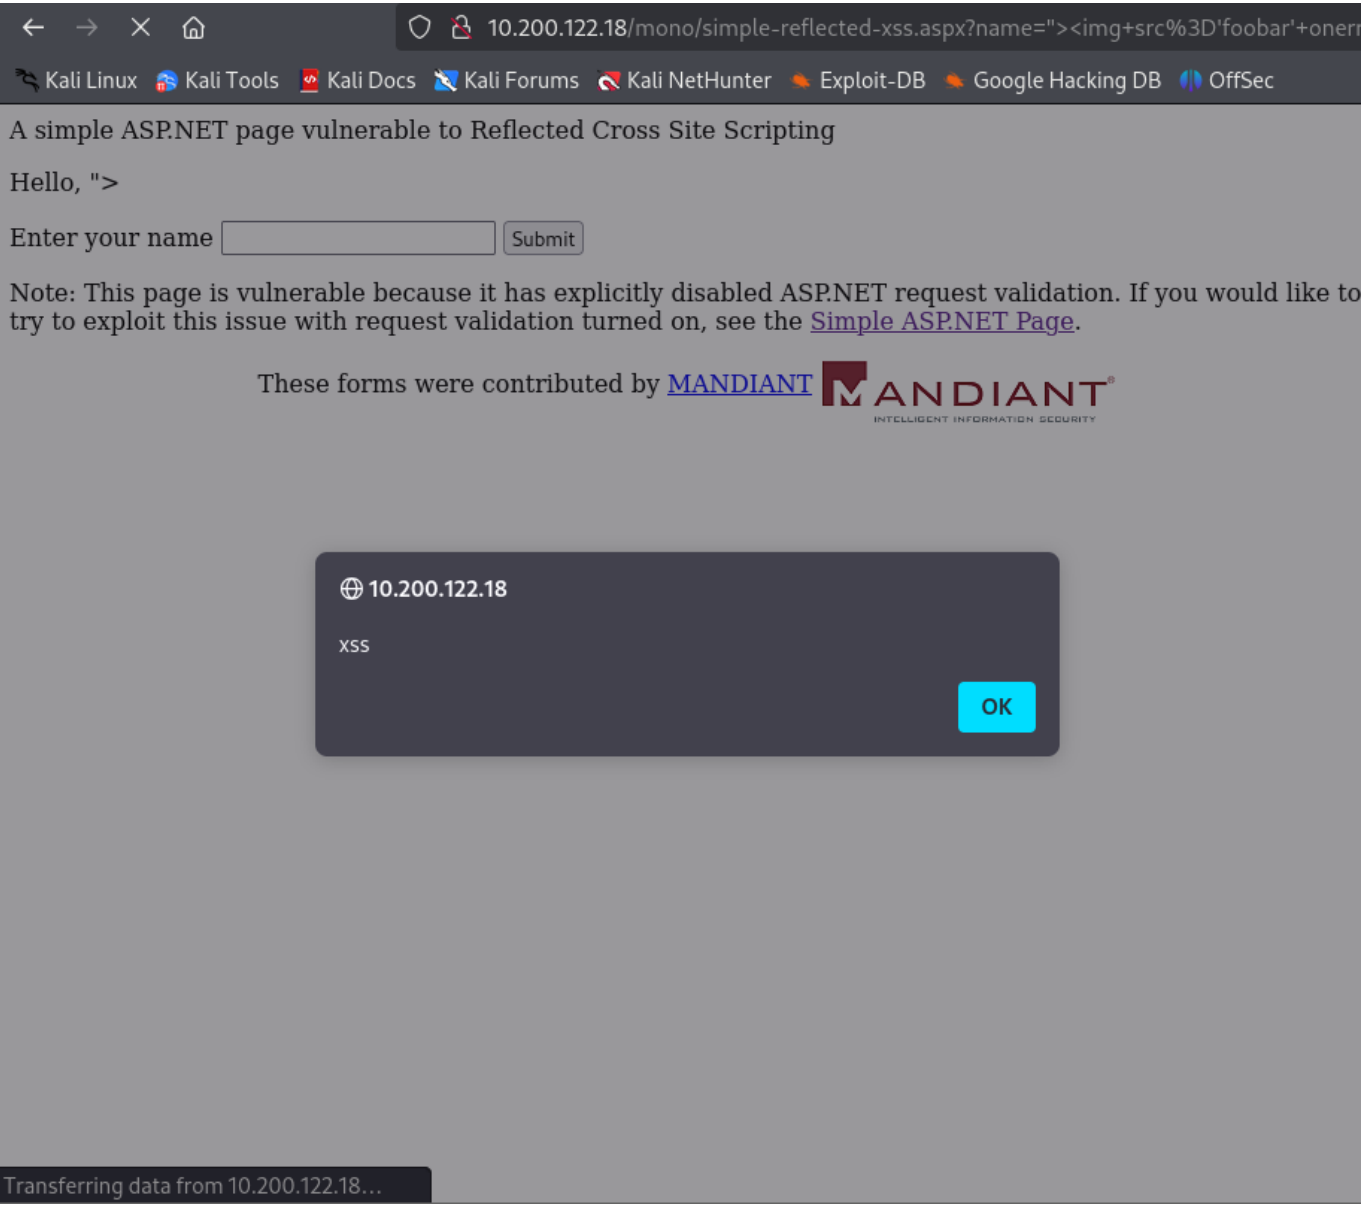 10.200.122.18/mono/simple-reflected-xss.aspx?name="><img+src%3D'foobar'+oner
Kali Linux Kali Tools Kali Docs Kali Forums Kali NetHunter Exploit-DB Google Hacking DB OffSec
A simple ASP.NET page vulnerable to Reflected Cross Site Scripting
Hello, ">
Enter your name Submit
Note: This page is vulnerable because it has explicitly disabled ASP.NET request validation. If you would like to
try to exploit this issue with request validation turned on, see the Simple ASP.NET Page.
These forms were contributed by MANDIANT MANDIANT®
INTELLIGENT INFORMATION SECURITY
10.200.122.18
xss
OK
Transferring data from 10.200.122.18...